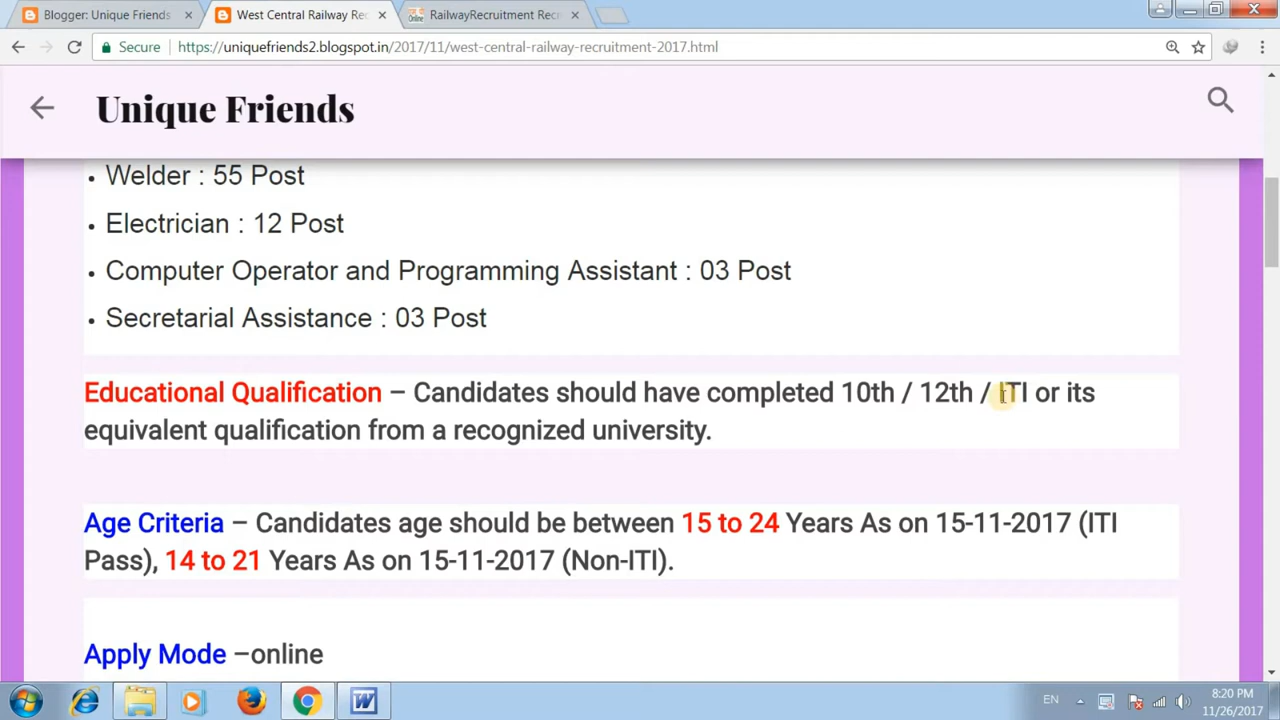 Blogger: Unique Friends
West Central Railway Re
RailwayRecruitment Recr
Secure
https://uniquefriends2.blogspot.in/2017/11/west-central-railway-recruitment-2017.html
Unique Friends
• Welder : 55 Post
• Electrician : 12 Post
• Computer Operator and Programming Assistant : 03 Post
• Secretarial Assistance : 03 Post
Educational Qualification – Candidates should have completed 10th / 12th / ITI or its
equivalent qualification from a recognized university.
Age Criteria – Candidates age should be between 15 to 24 Years As on 15-11-2017 (ITI
Pass), 14 to 21 Years As on 15-11-2017 (Non-ITI).
Apply Mode –online
EN
8:20 PM
11/26/2017